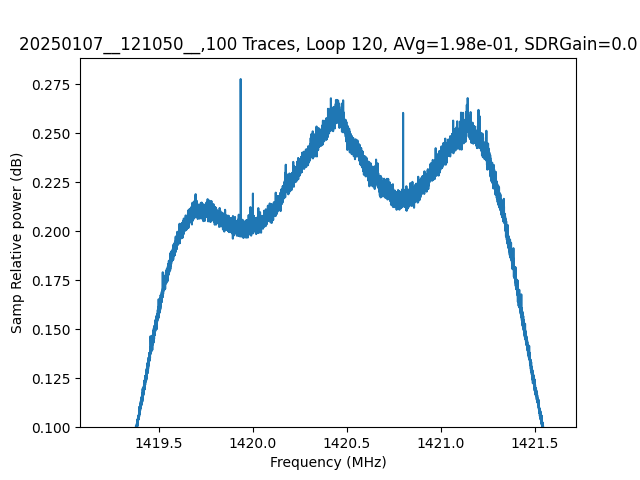 20250107__121050__,100 Traces, Loop 120, AVg=1.98e-01, SDRGain=0.0
0.275
0.250
0.225
0.200
0.175
0.150
0.125
0.100
Samp Relative power (dB)
1419.5 1420.0 1420.5 1421.0 1421.5
Frequency (MHz)